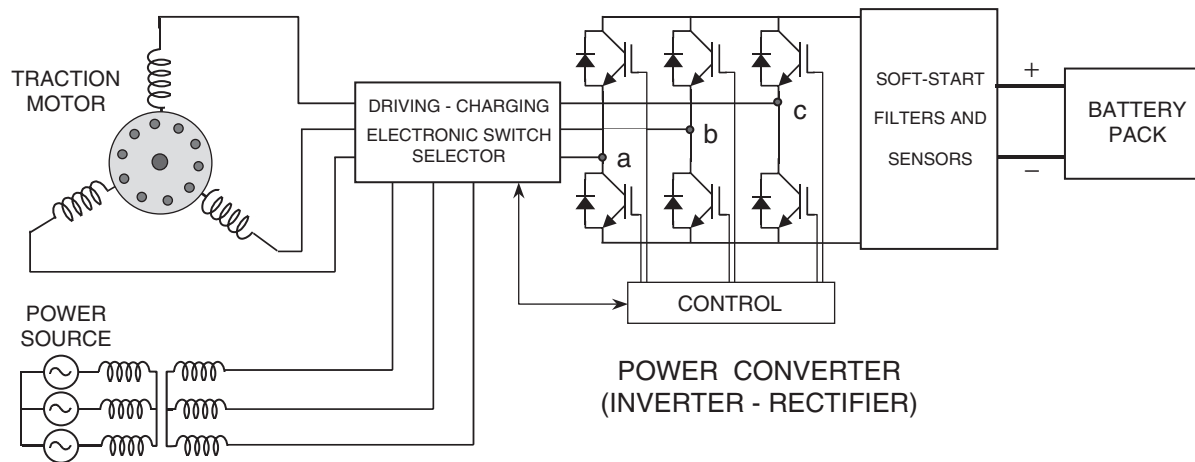 TRACTION
MOTOR
DRIVING - CHARGING
ELECTRONIC SWITCH
SELECTOR
a
b
c
SOFT-START
FILTERS AND
SENSORS
+
−
BATTERY
PACK
CONTROL
POWER
SOURCE
POWER CONVERTER
(INVERTER - RECTIFIER)